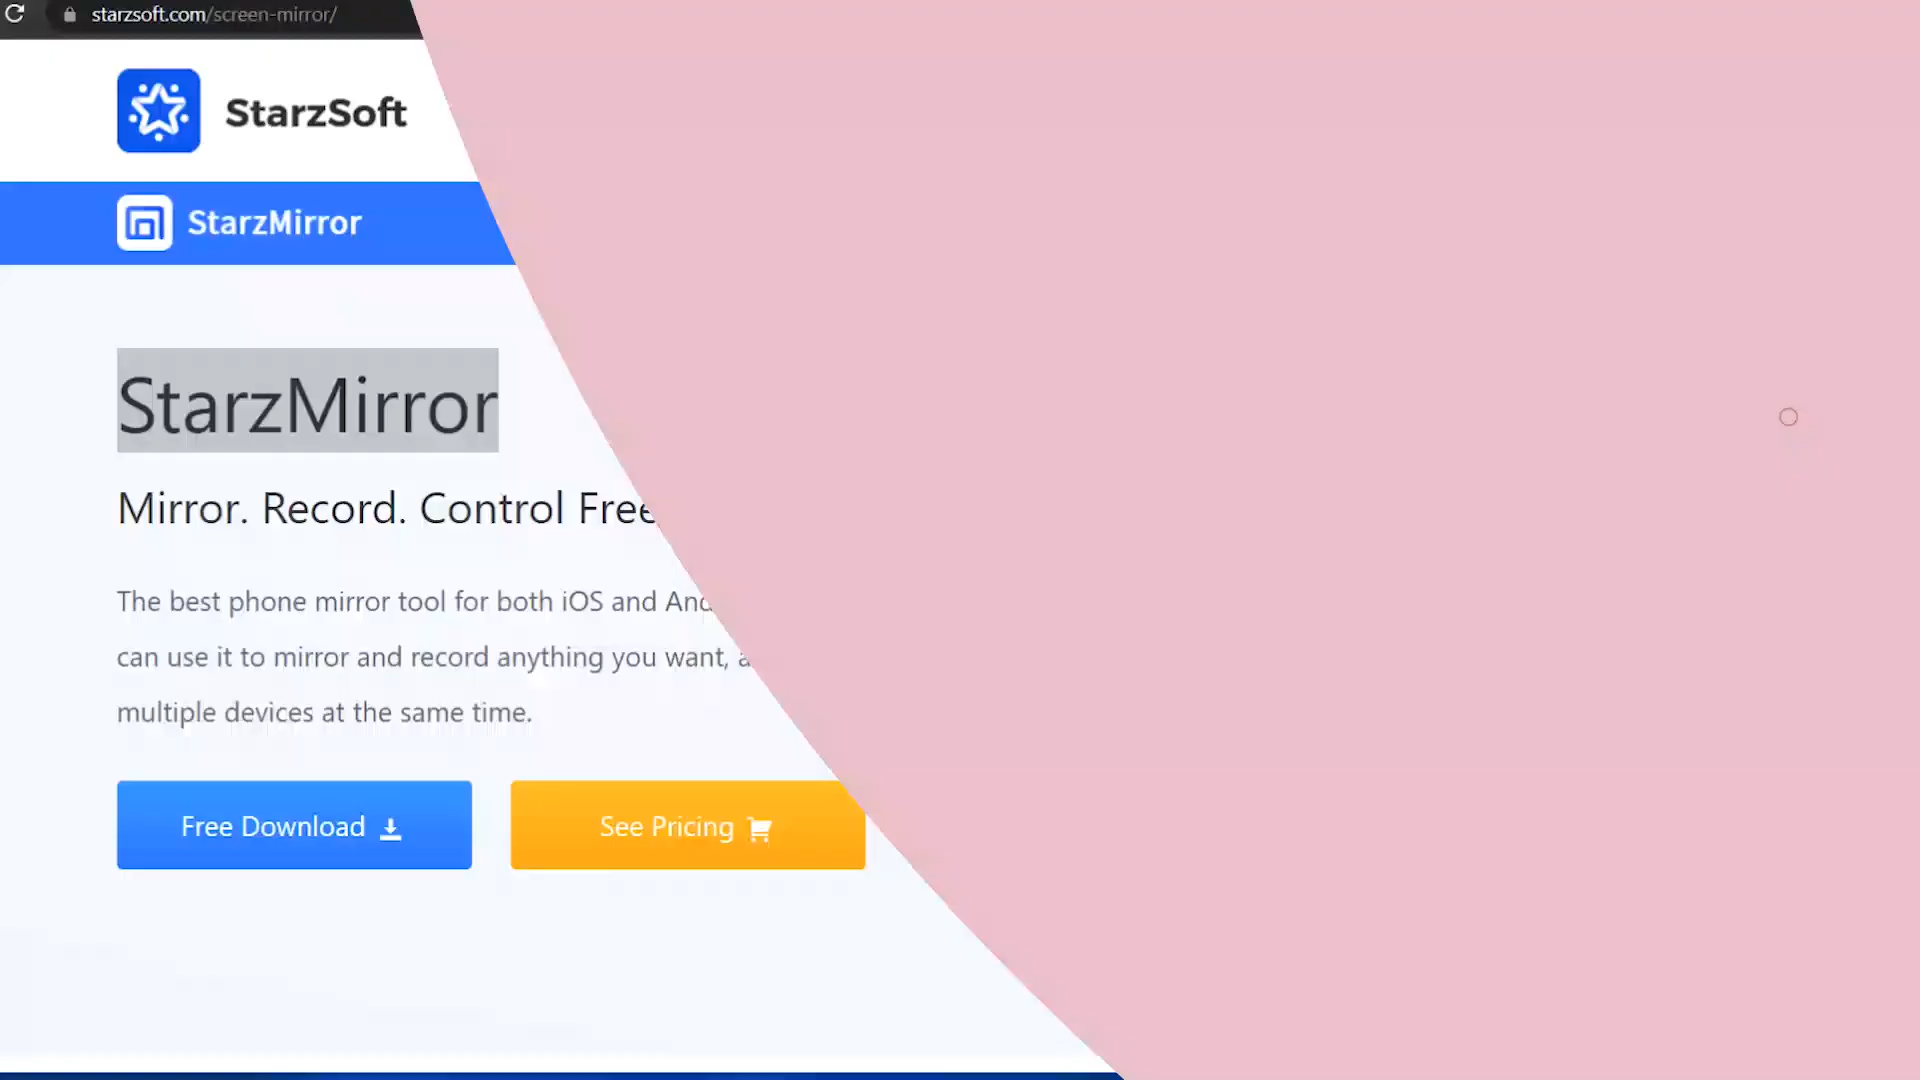 starzsoft.com/screen-mirror/
StarzSoft
StarzMirror
StarzMirror
Mirror. Record. Control Free
The best phone mirror tool for both iOS and
can use it to mirror and record anything you want,
multiple devices at the same time.
Free Download
See Pricing